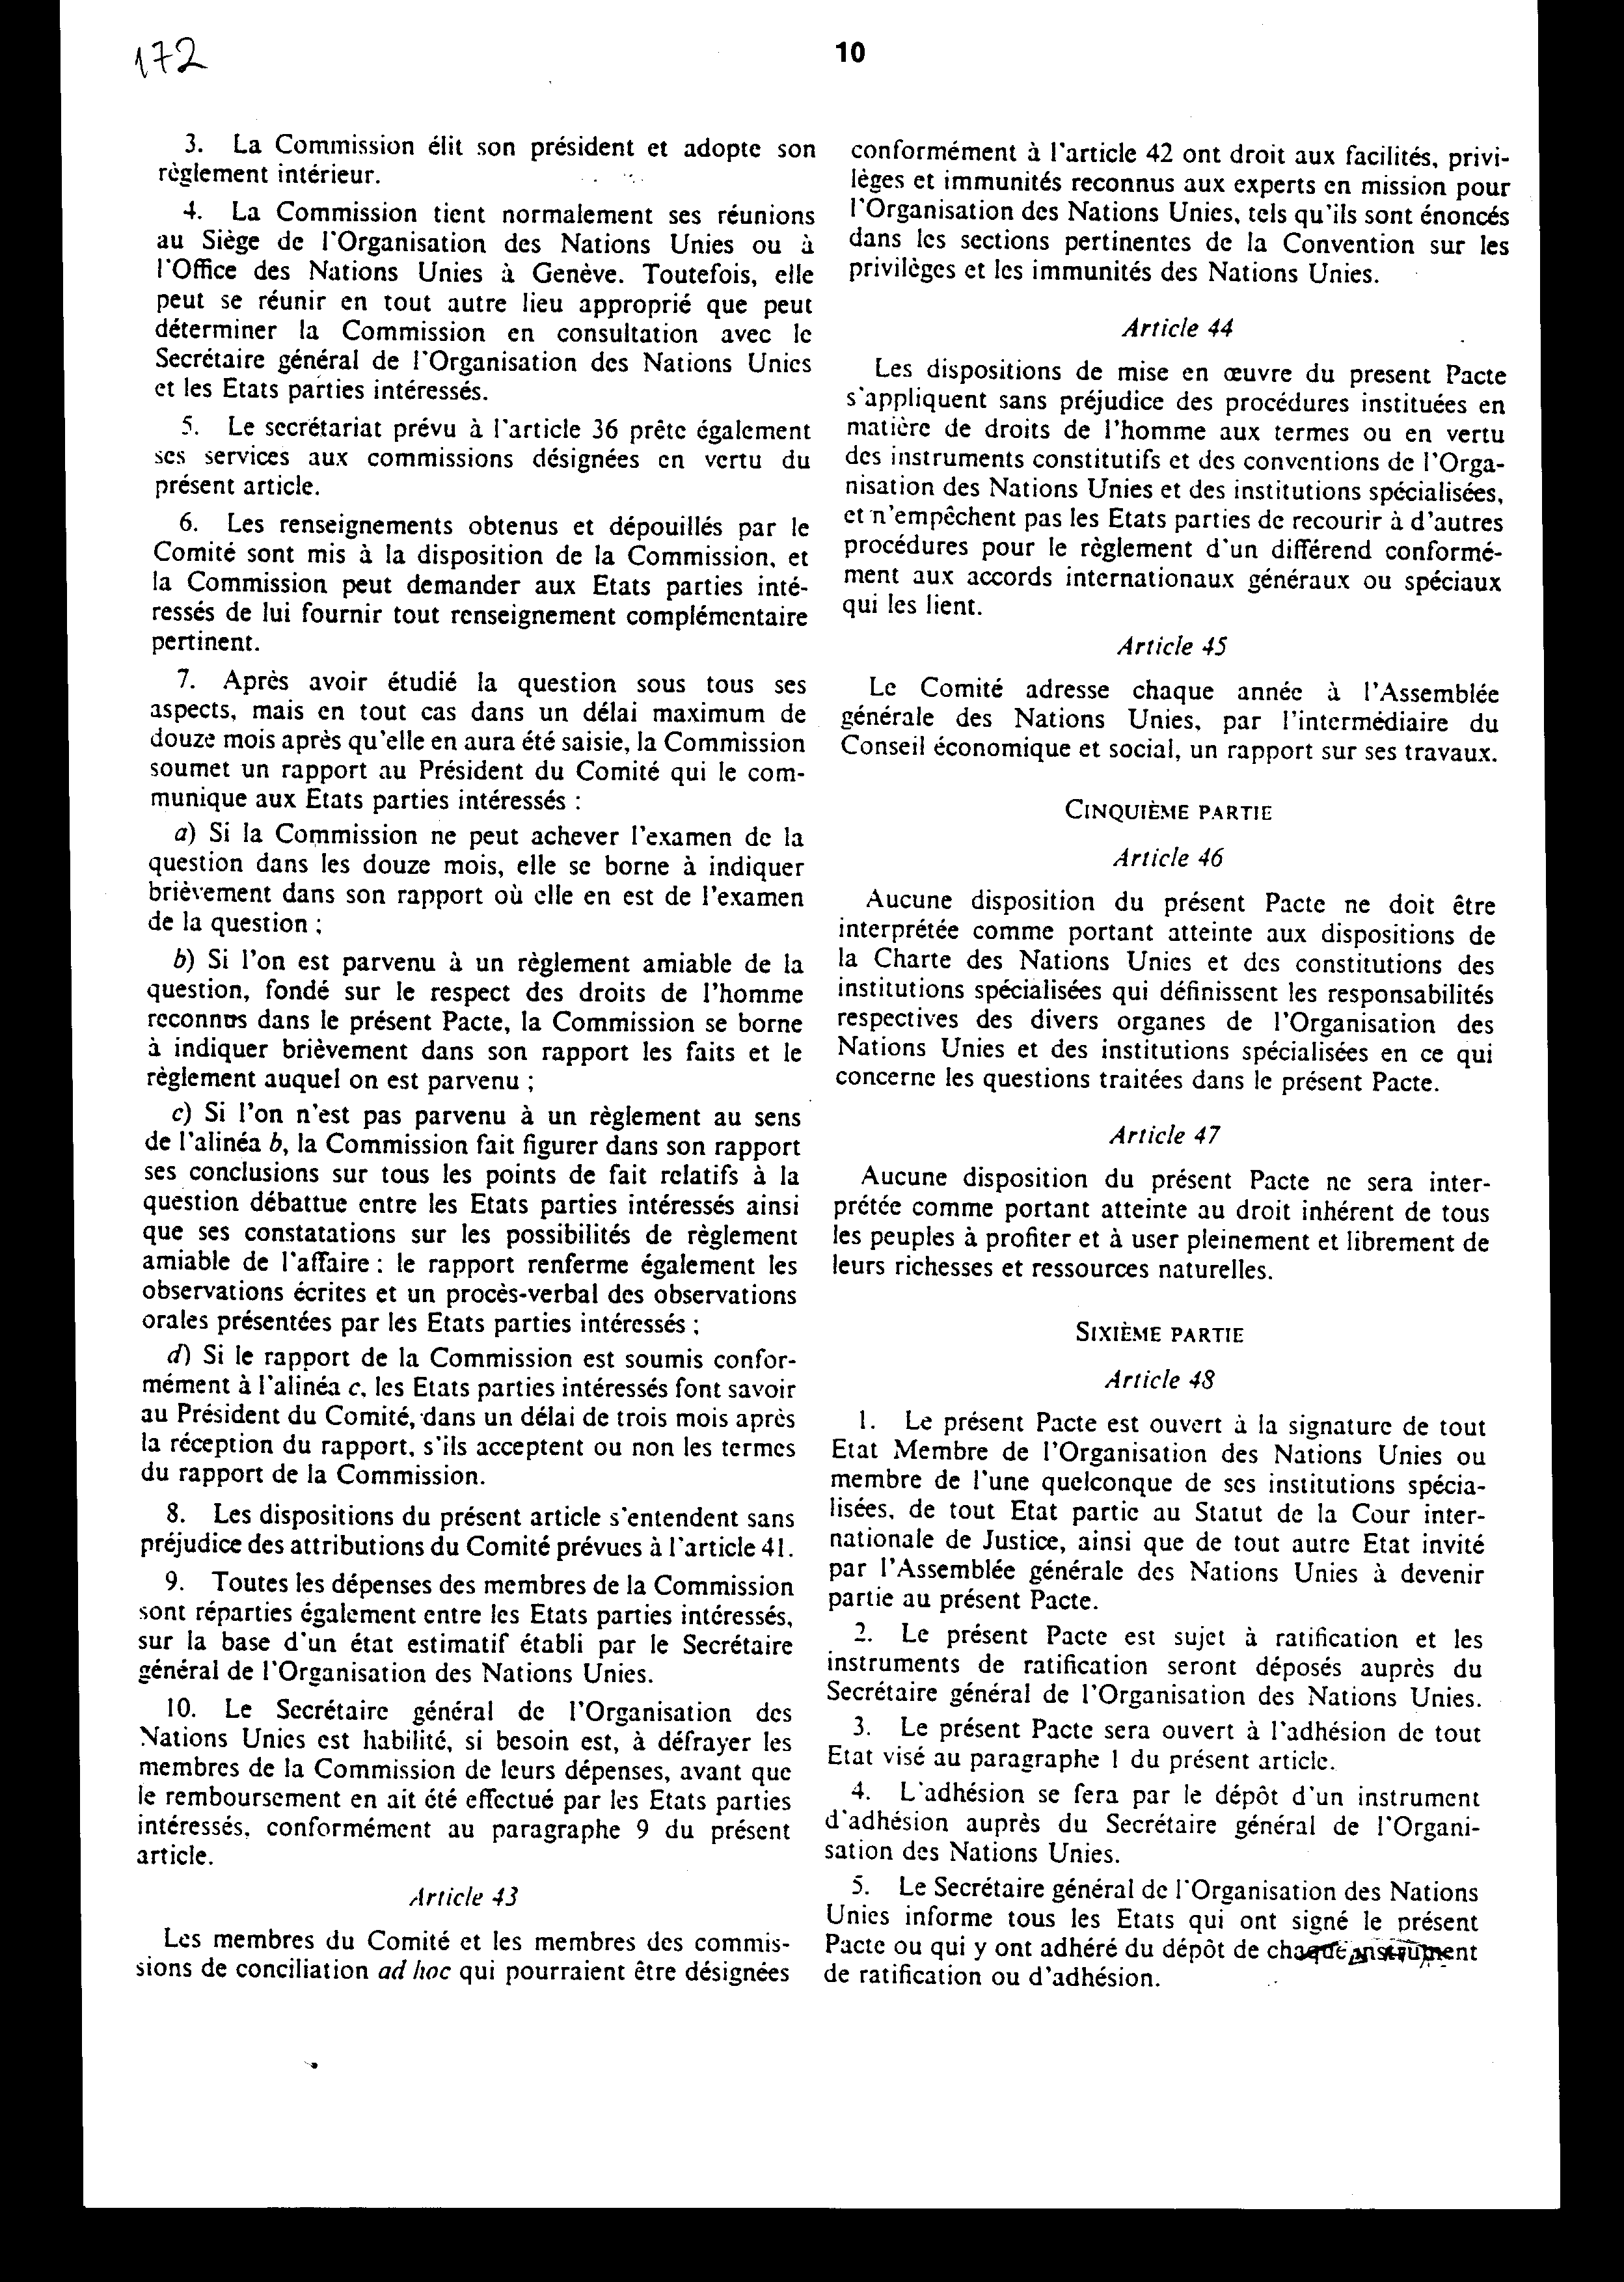 172
10
3. La Commission élit son président et adopte son
règlement intérieur.
4. La Commission tient normalement ses réunions
au Siège de l'Organisation des Nations Unies ou à
l'Office des Nations Unies à Genève. Toutefois, elle
peut se réunir en tout autre lieu approprié que peut
déterminer la Commission en consultation avec le
Secrétaire général de l'Organisation des Nations Unies
et les Etats parties intéressés.
5. Le secrétariat prévu à l'article 36 prête également
ses services aux commissions désignées en vertu du
présent article.
6. Les renseignements obtenus et dépouillés par le
Comité sont mis à la disposition de la Commission, et
la Commission peut demander aux Etats parties inté-
ressés de lui fournir tout renseignement complémentaire
pertinent.
7. Après avoir étudié la question sous tous ses
aspects, mais en tout cas dans un délai maximum de
douze mois après qu'elle en aura été saisie, la Commission
soumet un rapport au Président du Comité qui le com-
munique aux Etats parties intéressés :
a) Si la Commission ne peut achever l'examen de la
question dans les douze mois, elle se borne à indiquer
brièvement dans son rapport où elle en est de l'examen
de la question ;
b) Si l'on est parvenu à un règlement amiable de la
question, fondé sur le respect des droits de l'homme
reconnus dans le présent Pacte, la Commission se borne
à indiquer brièvement dans son rapport les faits et le
règlement auquel on est parvenu ;
c) Si l'on n'est pas parvenu à un règlement au sens
de l'alinéa b, la Commission fait figurer dans son rapport
ses conclusions sur tous les points de fait relatifs à la
question débattue entre les Etats parties intéressés ainsi
que ses constatations sur les possibilités de règlement
amiable de l'affaire ; le rapport renferme également les
observations écrites et un procès-verbal des observations
orales présentées par les Etats parties intéressés ;
d) Si le rapport de la Commission est soumis confor-
mément à l'alinéa c, les Etats parties intéressés font savoir
au Président du Comité, dans un délai de trois mois après
la réception du rapport, s'ils acceptent ou non les termes
du rapport de la Commission.
8. Les dispositions du présent article s'entendent sans
préjudice des attributions du Comité prévues à l'article 41.
9. Toutes les dépenses des membres de la Commission
sont réparties également entre les Etats parties intéressés,
sur la base d'un état estimatif établi par le Secrétaire
général de l'Organisation des Nations Unies.
10. Le Secrétaire général de l'Organisation des
Nations Unies est habilité, si besoin est, à défrayer les
membres de la Commission de leurs dépenses, avant que
le remboursement en ait été effectué par les Etats parties
intéressés, conformément au paragraphe 9 du présent
article.
Article 43
Les membres du Comité et les membres des commis-
sions de conciliation ad hoc qui pourraient être désignées
conformément à l'article 42 ont droit aux facilités, privi-
lèges et immunités reconnus aux experts en mission pour
l'Organisation des Nations Unies, tels qu'ils sont énoncés
dans les sections pertinentes de la Convention sur les
privilèges et les immunités des Nations Unies.
Article 44
Les dispositions de mise en œuvre du present Pacte
s'appliquent sans préjudice des procédures instituées en
matière de droits de l'homme aux termes ou en vertu
des instruments constitutifs et des conventions de l'Orga-
nisation des Nations Unies et des institutions spécialisées,
et n'empêchent pas les Etats parties de recourir à d'autres
procédures pour le règlement d'un différend conformé-
ment aux accords internationaux généraux ou spéciaux
qui les lient.
Article 45
Le Comité adresse chaque année à l'Assemblée
générale des Nations Unies, par l'intermédiaire du
Conseil économique et social, un rapport sur ses travaux.
CINQUIÈME PARTIE
Article 46
Aucune disposition du présent Pacte ne doit être
interprétée comme portant atteinte aux dispositions de
la Charte des Nations Unies et des constitutions des
institutions spécialisées qui définissent les responsabilités
respectives des divers organes de l'Organisation des
Nations Unies et des institutions spécialisées en ce qui
concerne les questions traitées dans le présent Pacte.
Article 47
Aucune disposition du présent Pacte ne sera inter-
prétée comme portant atteinte au droit inhérent de tous
les peuples à profiter et à user pleinement et librement de
leurs richesses et ressources naturelles.
SIXIÈME PARTIE
Article 48
1. Le présent Pacte est ouvert à la signature de tout
Etat Membre de l'Organisation des Nations Unies ou
membre de l'une quelconque de ses institutions spécia-
lisées, de tout Etat partie au Statut de la Cour inter-
nationale de Justice, ainsi que de tout autre Etat invité
par l'Assemblée générale des Nations Unies à devenir
partie au présent Pacte.
2. Le présent Pacte est sujet à ratification et les
instruments de ratification seront déposés auprès du
Secrétaire général de l'Organisation des Nations Unies.
3. Le présent Pacte sera ouvert à l'adhésion de tout
Etat visé au paragraphe 1 du présent article.
4. L'adhésion se fera par le dépôt d'un instrument
d'adhésion auprès du Secrétaire général de l'Organi-
sation des Nations Unies.
5. Le Secrétaire général de l'Organisation des Nations
Unies informe tous les Etats qui ont signé le présent
Pacte ou qui y ont adhéré du dépôt de chaque instrument
de ratification ou d'adhésion.